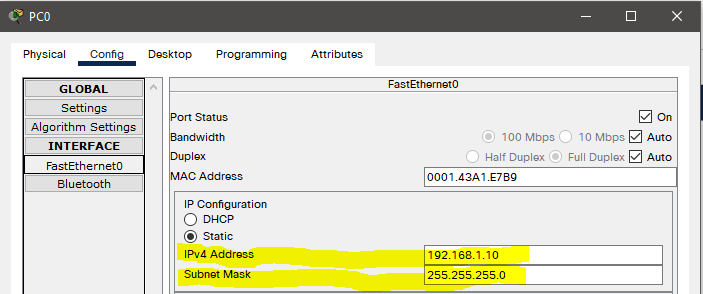 PC0
Physical Config Desktop Programming Attributes
GLOBAL
Settings
Algorithm Settings
INTERFACE
FastEthernet0
Bluetooth
FastEthernet0
Port Status On
Bandwidth 100 Mbps 10 Mbps Auto
Duplex Half Duplex Full Duplex Auto
MAC Address 0001.43A1.E7B9
IP Configuration
DHCP
Static
IPv4 Address 192.168.1.10
Subnet Mask 255.255.255.0